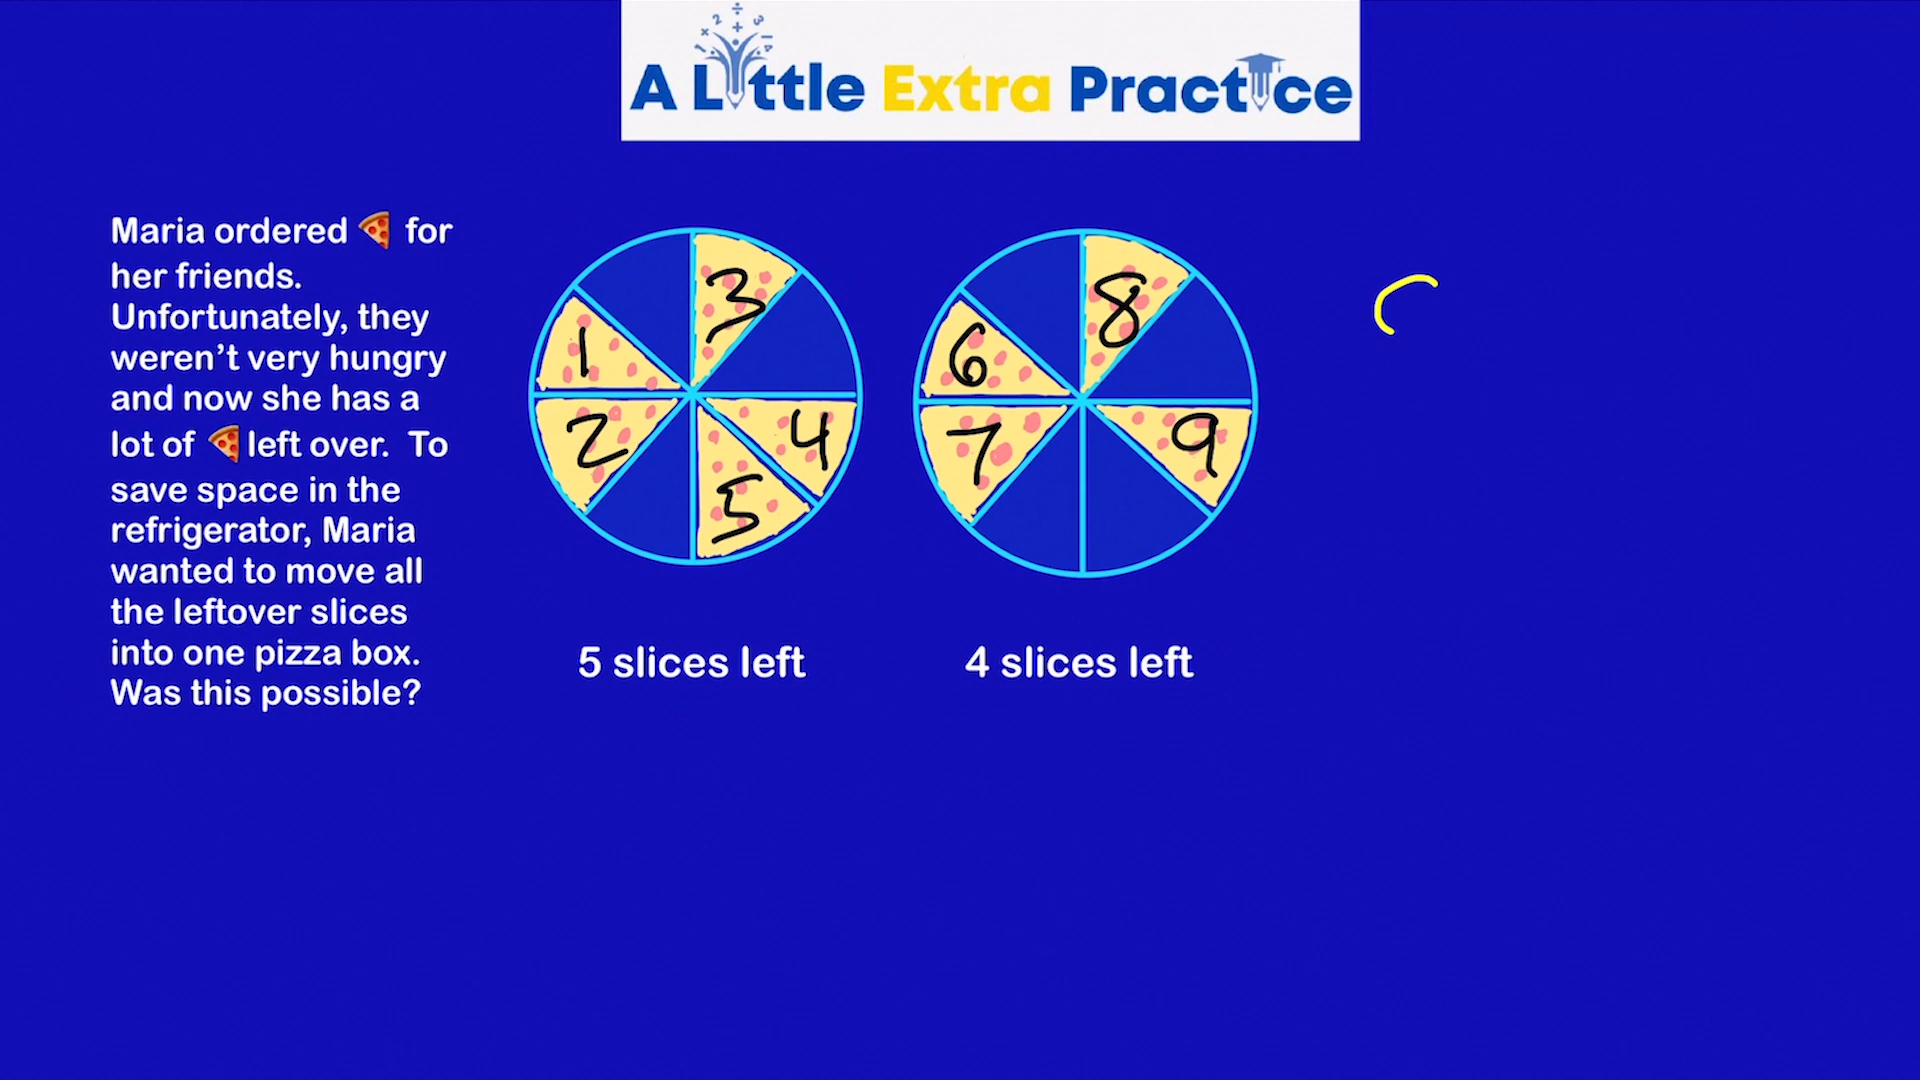 A Little Extra Practice
Maria ordered 🍕 for
her friends.
Unfortunately, they
weren’t very hungry
and now she has a
lot of 🍕 left over. To
save space in the
refrigerator, Maria
wanted to move all
the leftover slices
into one pizza box.
Was this possible?
3
1
2
4
5
8
6
7
9
5 slices left
4 slices left